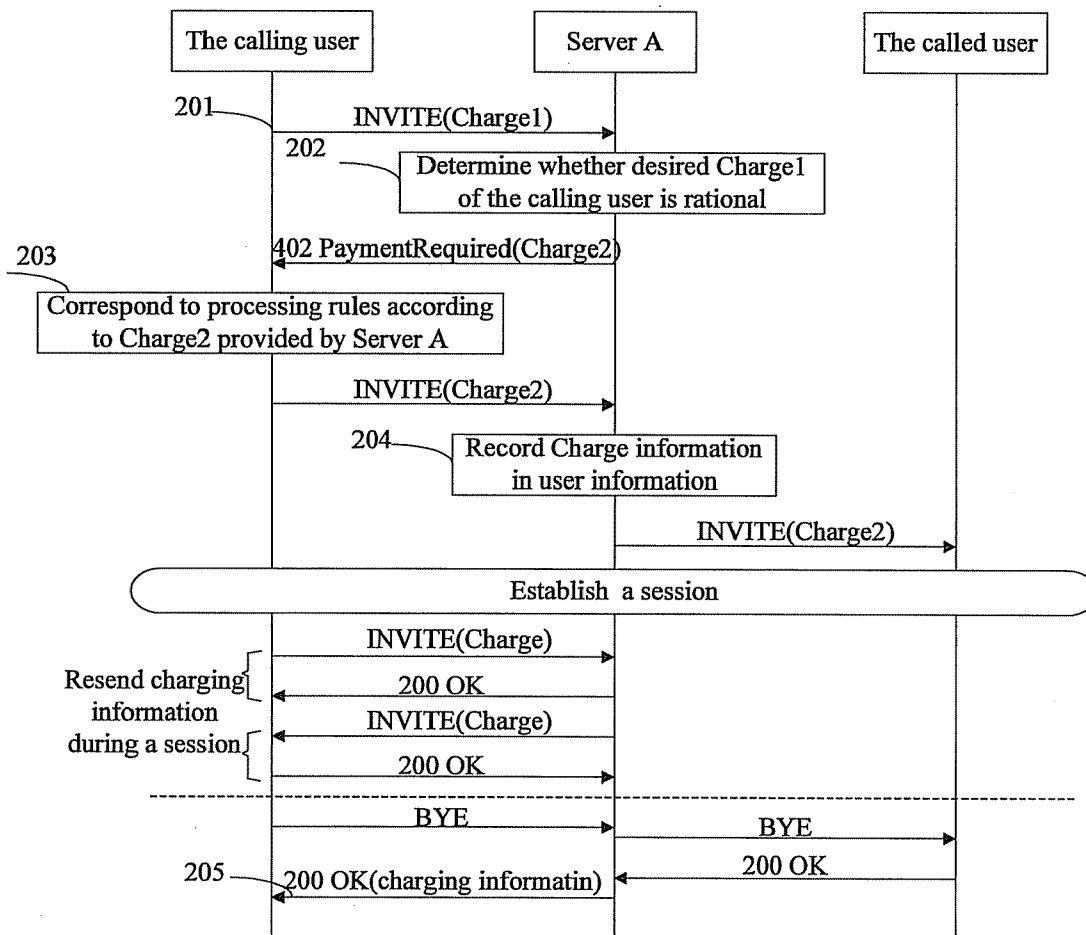 The calling user
Server A
The called user
201
INVITE(Charge1)
202
Determine whether desired Charge1
of the calling user is rational
402 PaymentRequired(Charge2)
203
Correspond to processing rules according
to Charge2 provided by Server A
INVITE(Charge2)
204
Record Charge information
in user information
INVITE(Charge2)
Establish a session
INVITE(Charge)
200 OK
Resend charging
information
during a session
INVITE(Charge)
200 OK
BYE
BYE
200 OK
205
200 OK(charging informatin)